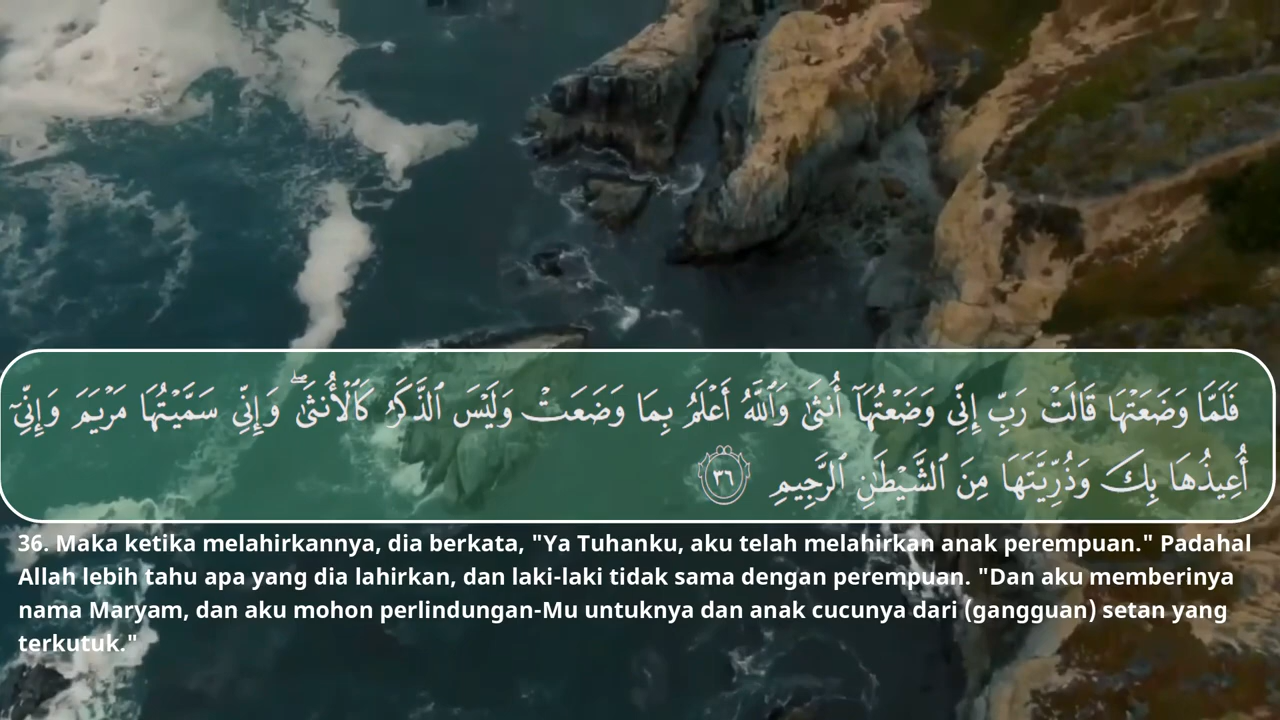 فَلَمَّا وَضَعَتْهَا قَالَتْ رَبِّ إِنِّي وَضَعْتُهَآ أُنثَىٰ وَٱللَّهُ أَعْلَمُ بِمَا وَضَعَتْ وَلَيْسَ ٱلذَّكَرُ كَٱلْأُنثَىٰۖ وَإِنِّي سَمَّيْتُهَا مَرْيَمَ وَإِنِّيٓ
أُعِيذُهَا بِكَ وَذُرِّيَّتَهَا مِنَ ٱلشَّيْطَٰنِ ٱلرَّجِيمِ ٣٦
36. Maka ketika melahirkannya, dia berkata, "Ya Tuhanku, aku telah melahirkan anak perempuan." Padahal
Allah lebih tahu apa yang dia lahirkan, dan laki-laki tidak sama dengan perempuan. "Dan aku memberinya
nama Maryam, dan aku mohon perlindungan-Mu untuknya dan anak cucunya dari (gangguan) setan yang
terkutuk."